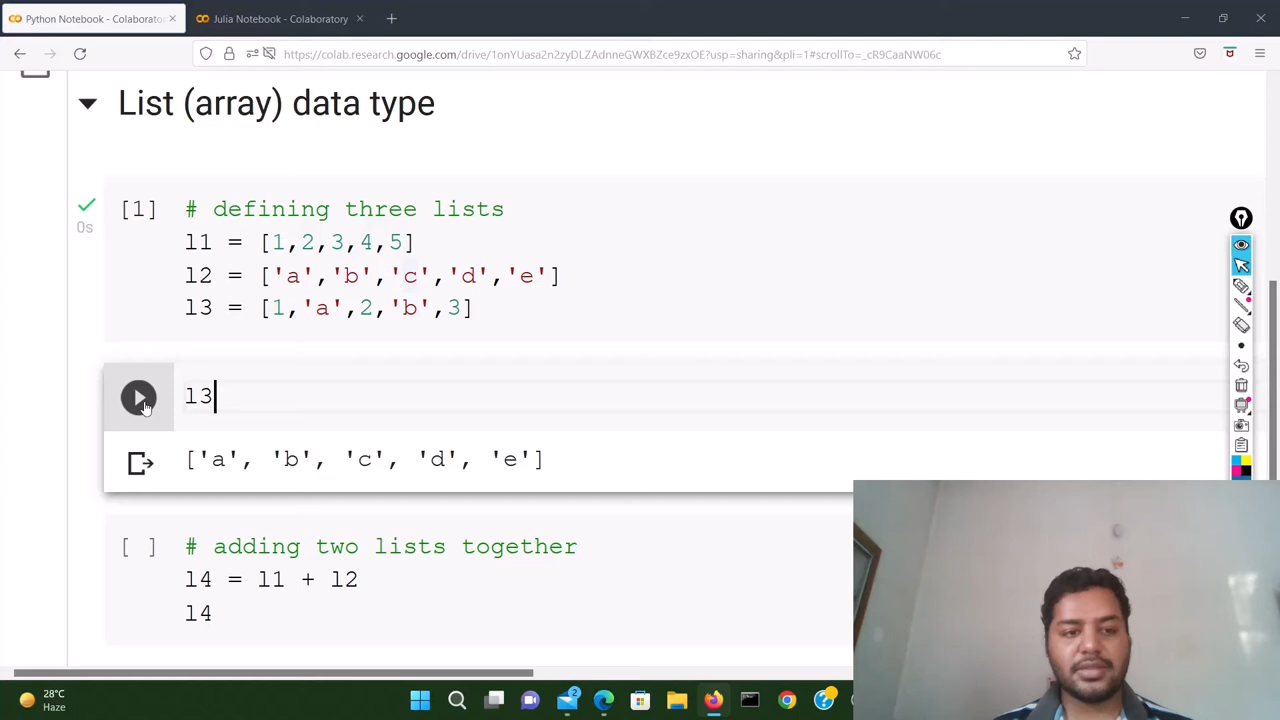 Python Notebook - Colaborato
Julia Notebook - Colaboratory
https://colab.research.google.com/drive/1onYUasa2n2zyDLZAdnneGWXBZce9zxOE?usp=sharing&pli=1#scrollTo=_cR9CaaNW06c
List (array) data type
[1] # defining three lists
0s
l1 = [1,2,3,4,5]
l2 = ['a','b','c','d','e']
l3 = [1,'a',2,'b',3]
l3
['a', 'b', 'c', 'd', 'e']
[ ] # adding two lists together
l4 = l1 + l2
l4
28°C
Haze
2